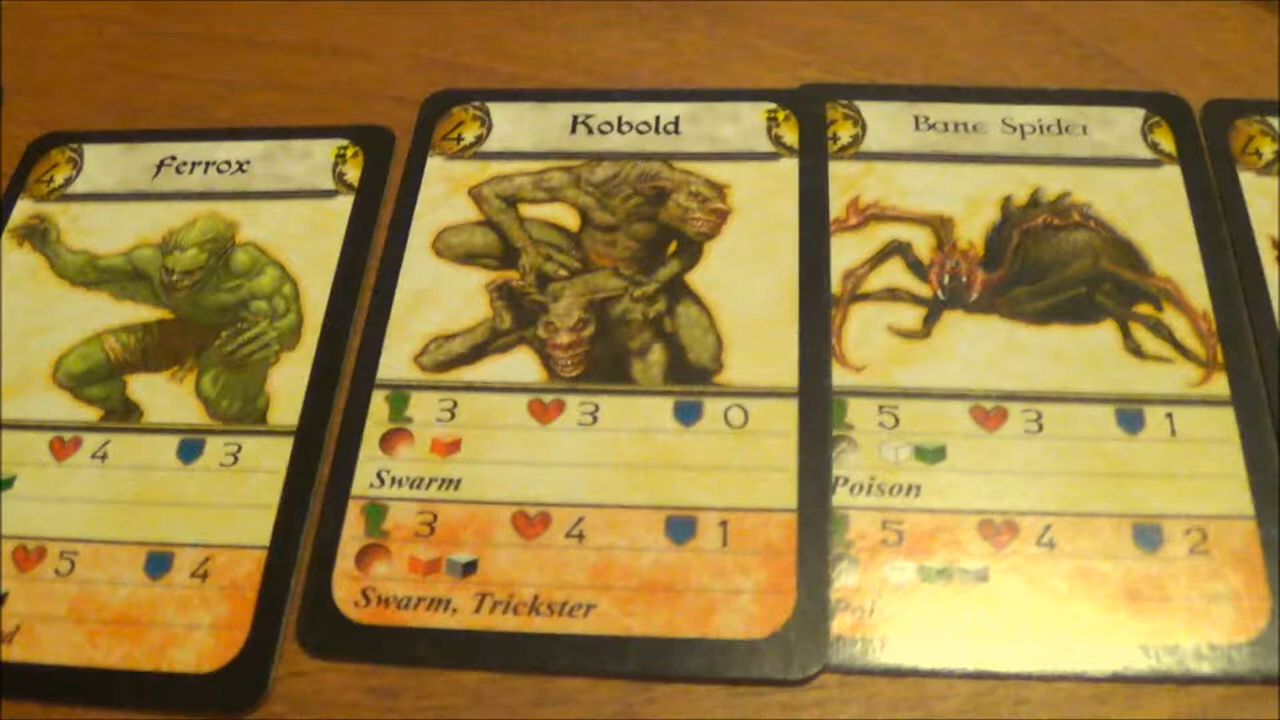 4 Ferrox
4 3
5 4
4 Kobold
3 3 0
Swarm
3 4 1
Swarm, Trickster
4 Bane Spider
5 3 1
Poison
5 4 2
4